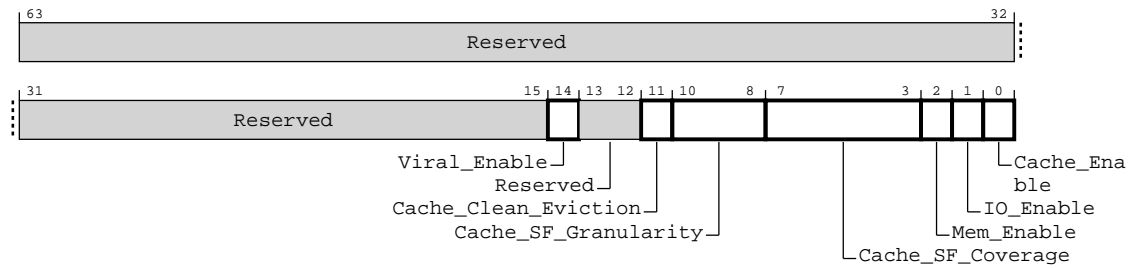 63 32
Reserved
31 15 14 13 12 11 10 8 7 3 2 1 0
Reserved
Viral_Enable
Cache_Ena
ble
Reserved
Cache_Clean_Eviction
IO_Enable
Cache_SF_Granularity
Mem_Enable
Cache_SF_Coverage